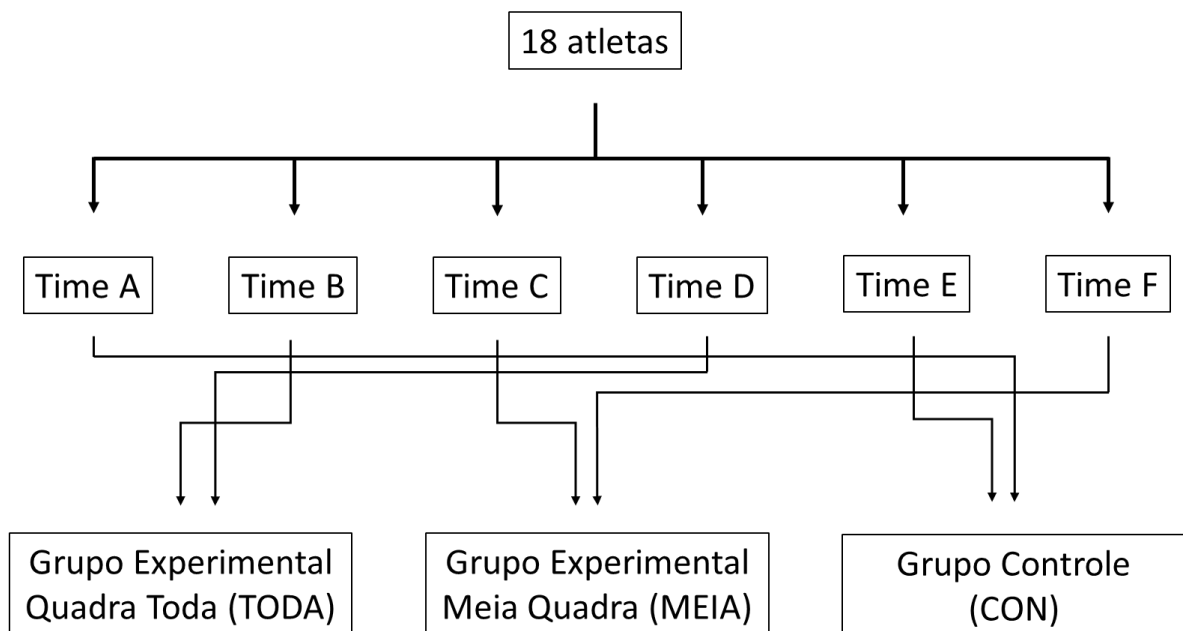 18 atletas
Time A
Time B
Time C
Time D
Time E
Time F
Grupo Experimental
Quadra Toda (TODA)
Grupo Experimental
Meia Quadra (MEIA)
Grupo Controle
(CON)